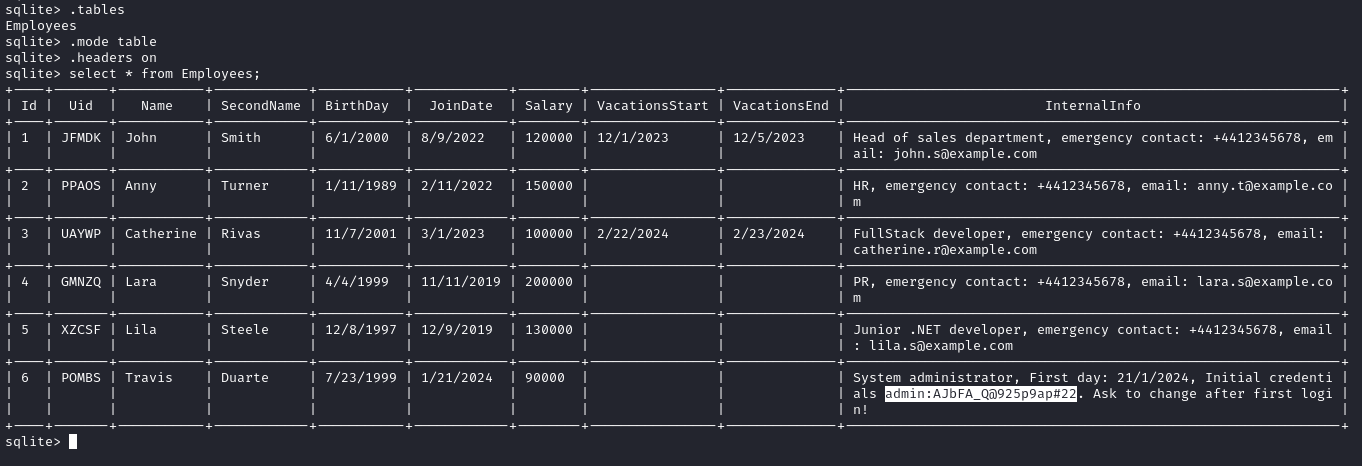 sqlite> .tables
Employees
sqlite> .mode table
sqlite> .headers on
sqlite> select * from Employees;
| Id | Uid | Name | SecondName | BirthDay | JoinDate | Salary | VacationsStart | VacationsEnd | InternalInfo |
| 1 | JFMDK | John | Smith | 6/1/2000 | 8/9/2022 | 120000 | 12/1/2023 | 12/5/2023 | Head of sales department, emergency contact: +4412345678, em
ail: john.s@example.com
| 2 | PPAOS | Anny | Turner | 1/11/1989 | 2/11/2022 | 150000 | | | HR, emergency contact: +4412345678, email: anny.t@example.co
m
| 3 | UAYWP | Catherine | Rivas | 11/7/2001 | 3/1/2023 | 100000 | 2/22/2024 | 2/23/2024 | FullStack developer, emergency contact: +4412345678, email:
catherine.r@example.com
| 4 | GMNZQ | Lara | Snyder | 4/4/1999 | 11/11/2019 | 200000 | | | PR, emergency contact: +4412345678, email: lara.s@example.co
m
| 5 | XZCSF | Lila | Steele | 12/8/1997 | 12/9/2019 | 130000 | | | Junior .NET developer, emergency contact: +4412345678, email
: lila.s@example.com
| 6 | POMBS | Travis | Duarte | 7/23/1999 | 1/21/2024 | 90000 | | | System administrator, First day: 21/1/2024, Initial credenti
als admin:AJbFA_Q@925p9ap#22. Ask to change after first logi
n!
sqlite>